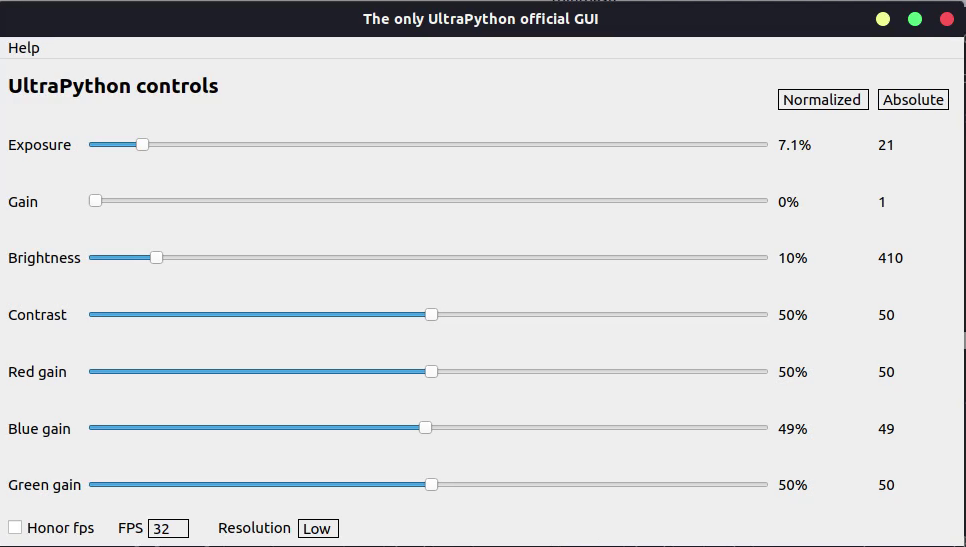 The only UltraPython official GUI
Help
UltraPython controls
Normalized Absolute
Exposure 7.1% 21
Gain 0% 1
Brightness 10% 410
Contrast 50% 50
Red gain 50% 50
Blue gain 49% 49
Green gain 50% 50
Honor fps FPS 32 Resolution Low